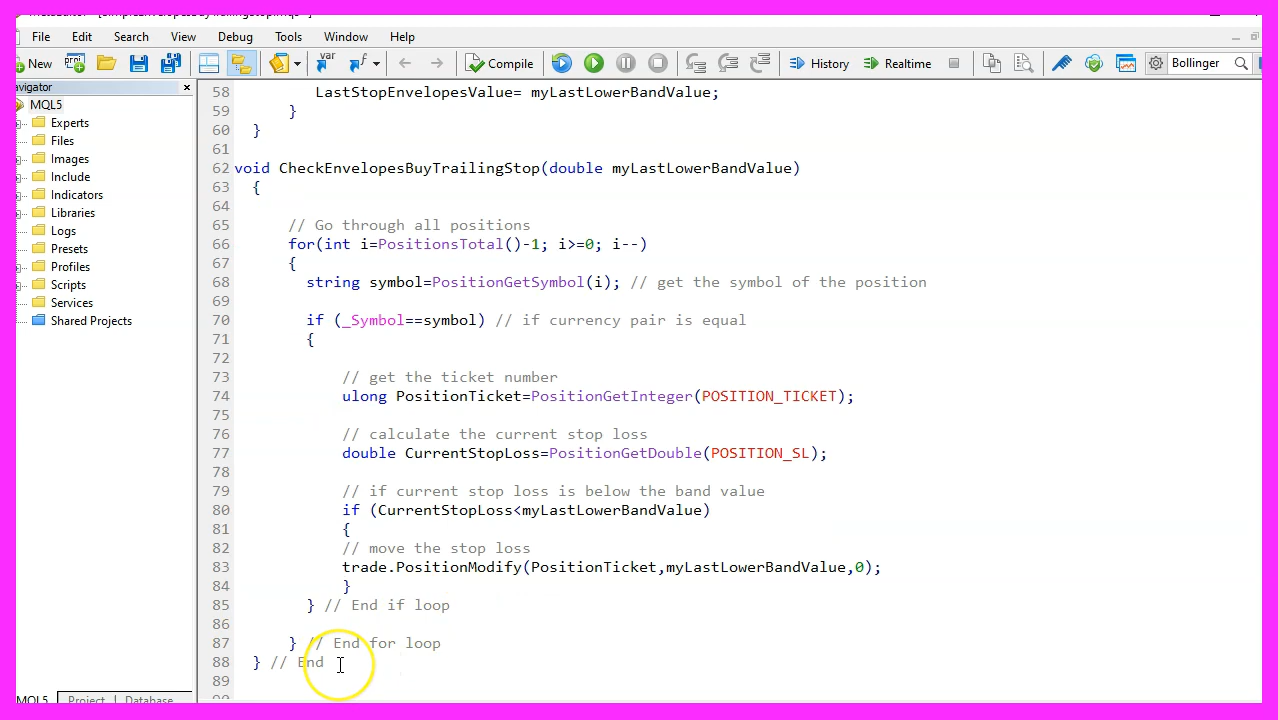 File Edit Search View Debug Tools Window Help
New var f Compile History Realtime Bollinger
MQL5
Experts
Files
Images
Include
Indicators
Libraries
Logs
Presets
Profiles
Scripts
Services
Shared Projects
58 LastStopEnvelopesValue= myLastLowerBandValue;
59 }
60 }
61
62 void CheckEnvelopesBuyTrailingStop(double myLastLowerBandValue)
63 {
64
65 // Go through all positions
66 for(int i=PositionsTotal()-1; i>=0; i--)
67 {
68 string symbol=PositionGetSymbol(i); // get the symbol of the position
69
70 if (_Symbol==symbol) // if currency pair is equal
71 {
72
73 // get the ticket number
74 ulong PositionTicket=PositionGetInteger(POSITION_TICKET);
75
76 // calculate the current stop loss
77 double CurrentStopLoss=PositionGetDouble(POSITION_SL);
78
79 // if current stop loss is below the band value
80 if (CurrentStopLoss<myLastLowerBandValue)
81 {
82 // move the stop loss
83 trade.PositionModify(PositionTicket,myLastLowerBandValue,0);
84 }
85 } // End if loop
86
87 } // End for loop
88 } // End
89
MQL5 Project Database